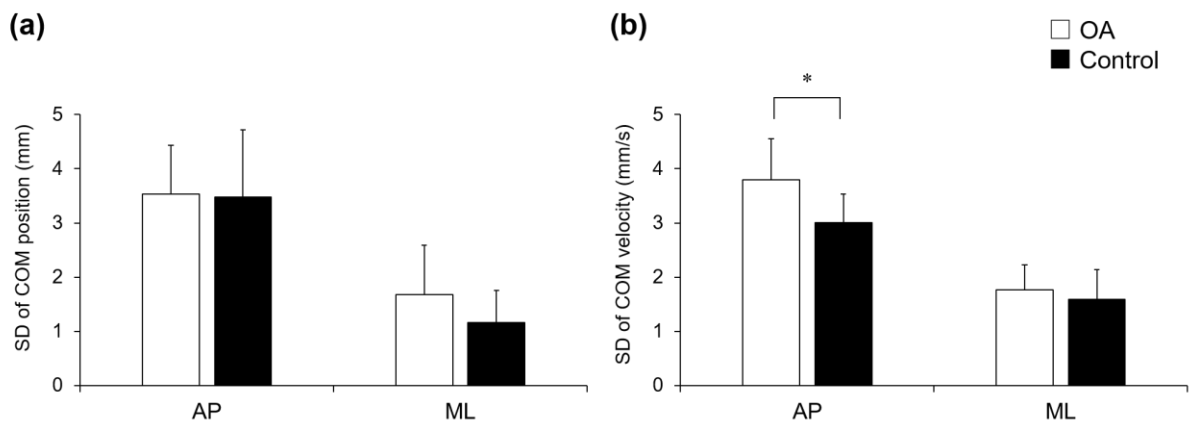 (a)
SD of COM position (mm)
5
4
3
2
1
0
AP
ML
(b)
OA
Control
*
SD of COM velocity (mm/s)
5
4
3
2
1
0
AP
ML